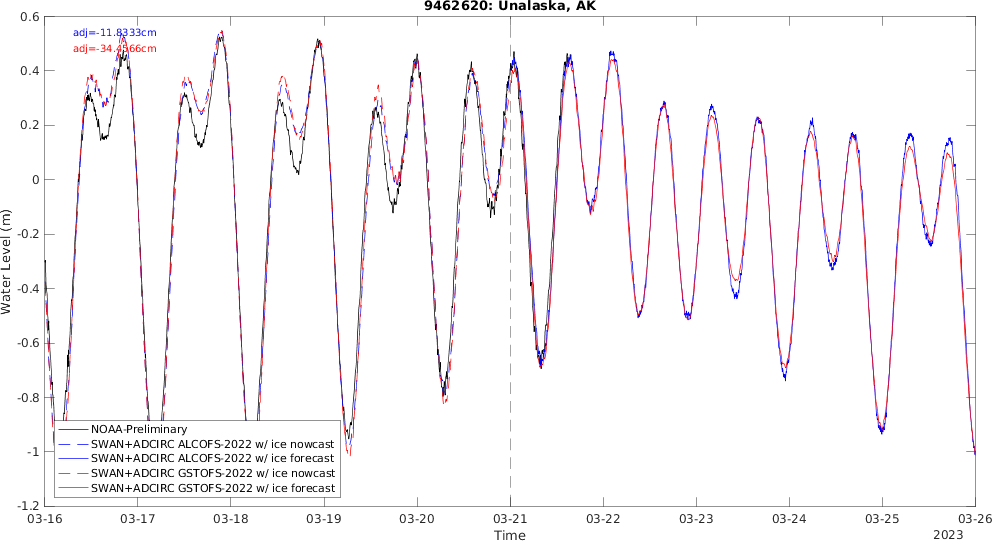 9462620: Unalaska, AK
adj=-11.8333cm
adj=-34.4566cm
Water Level (m)
0.6
0.4
0.2
0
-0.2
-0.4
-0.6
-0.8
-1
-1.2
NOAA-Preliminary
SWAN+ADCIRC ALCOFS-2022 w/ ice nowcast
SWAN+ADCIRC ALCOFS-2022 w/ ice forecast
SWAN+ADCIRC GSTOFS-2022 w/ ice nowcast
SWAN+ADCIRC GSTOFS-2022 w/ ice forecast
03-16 03-17 03-18 03-19 03-20 03-21 03-22 03-23 03-24 03-25 03-26
Time
2023